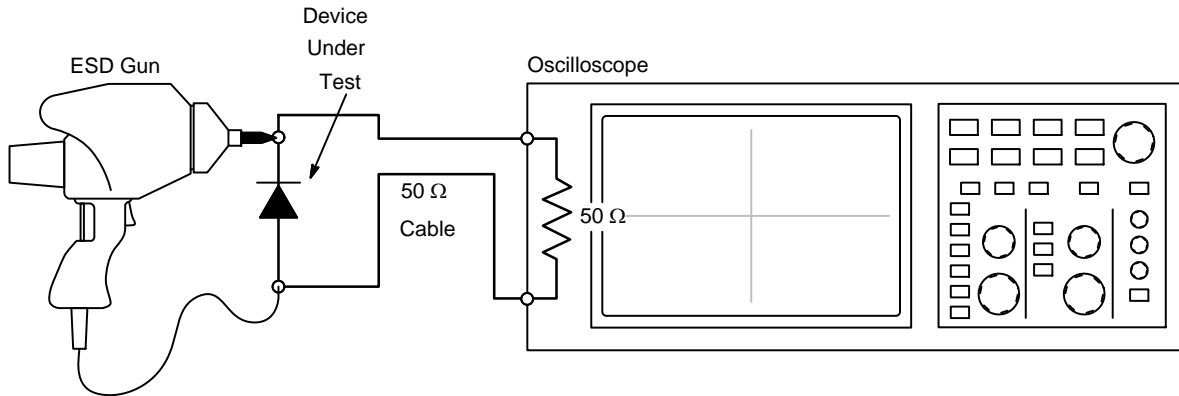 Device
Under
Test
ESD Gun
Oscilloscope
50 Ω
Cable
50 Ω